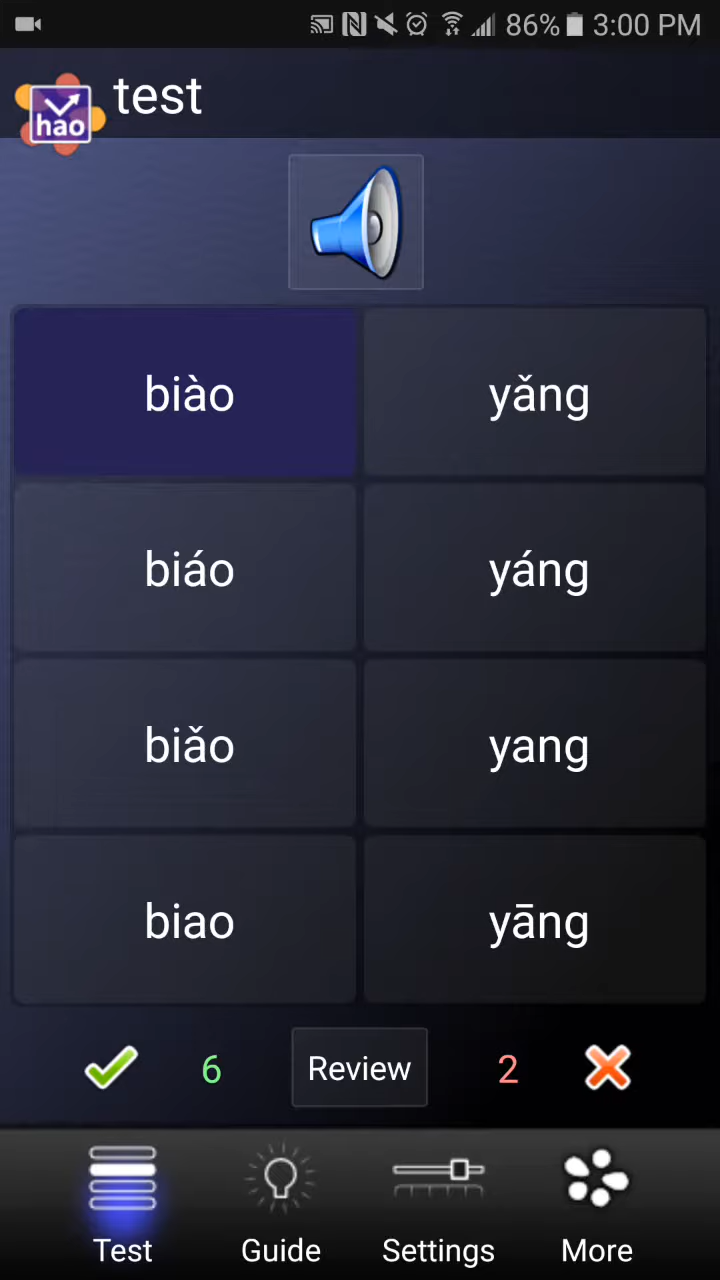 86% 3:00 PM
hao test
biào yǎng
biáo yáng
biǎo yang
biao yāng
6 Review 2
Test Guide Settings More